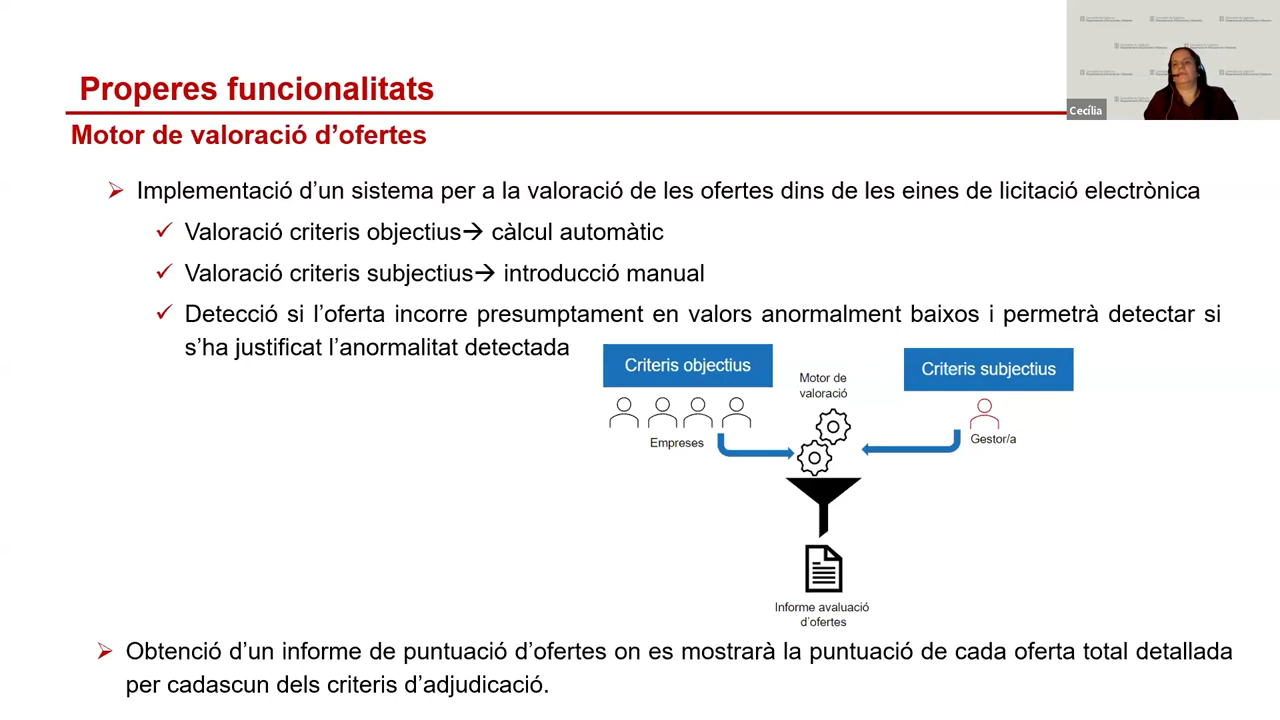 Properes funcionalitats
Cecília
Motor de valoració d’ofertes
Implementació d’un sistema per a la valoració de les ofertes dins de les eines de licitació electrònica
Valoració criteris objectius→ càlcul automàtic
Valoració criteris subjectius→ introducció manual
Detecció si l’oferta incorre presumptament en valors anormalment baixos i permetrà detectar si
s’ha justificat l’anormalitat detectada
Criteris objectius
Motor de
valoració
Criteris subjectius
Empreses
Gestor/a
Informe avaluació
d’ofertes
Obtenció d’un informe de puntuació d’ofertes on es mostrarà la puntuació de cada oferta total detallada
per cadascun dels criteris d’adjudicació.